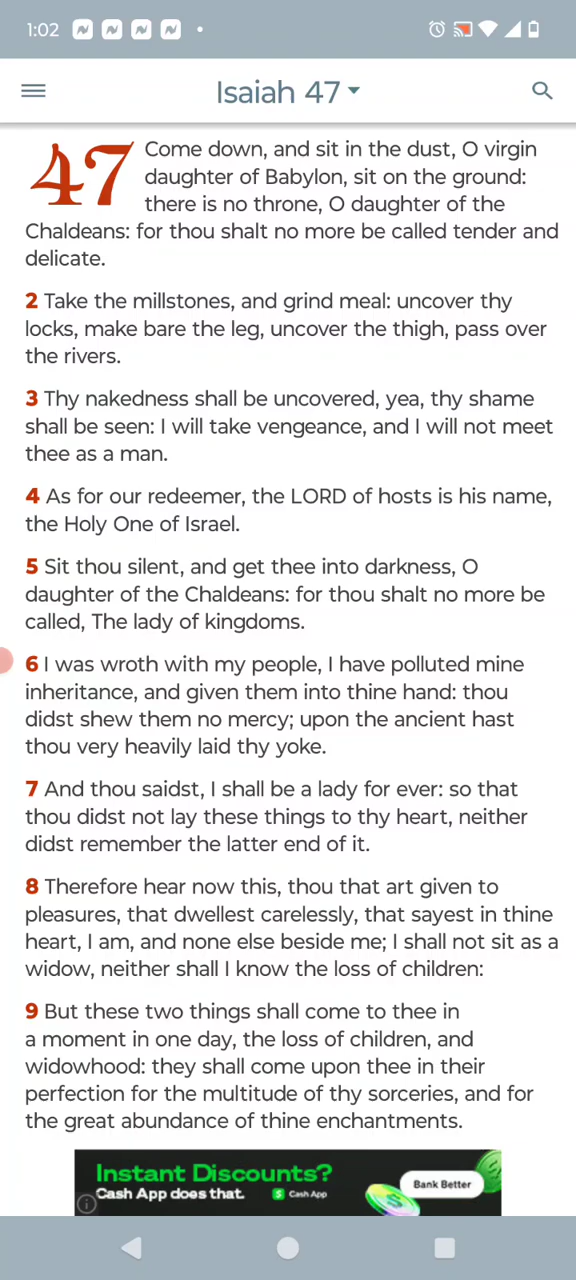 1:02
Isaiah 47
47 Come down, and sit in the dust, O virgin
daughter of Babylon, sit on the ground:
there is no throne, O daughter of the
Chaldeans: for thou shalt no more be called tender and
delicate.
2 Take the millstones, and grind meal: uncover thy
locks, make bare the leg, uncover the thigh, pass over
the rivers.
3 Thy nakedness shall be uncovered, yea, thy shame
shall be seen: I will take vengeance, and I will not meet
thee as a man.
4 As for our redeemer, the LORD of hosts is his name,
the Holy One of Israel.
5 Sit thou silent, and get thee into darkness, O
daughter of the Chaldeans: for thou shalt no more be
called, The lady of kingdoms.
6 I was wroth with my people, I have polluted mine
inheritance, and given them into thine hand: thou
didst shew them no mercy; upon the ancient hast
thou very heavily laid thy yoke.
7 And thou saidst, I shall be a lady for ever: so that
thou didst not lay these things to thy heart, neither
didst remember the latter end of it.
8 Therefore hear now this, thou that art given to
pleasures, that dwellest carelessly, that sayest in thine
heart, I am, and none else beside me; I shall not sit as a
widow, neither shall I know the loss of children:
9 But these two things shall come to thee in
a moment in one day, the loss of children, and
widowhood: they shall come upon thee in their
perfection for the multitude of thy sorceries, and for
the great abundance of thine enchantments.
Instant Discounts?
Cash App does that. $ Cash App
Bank Better